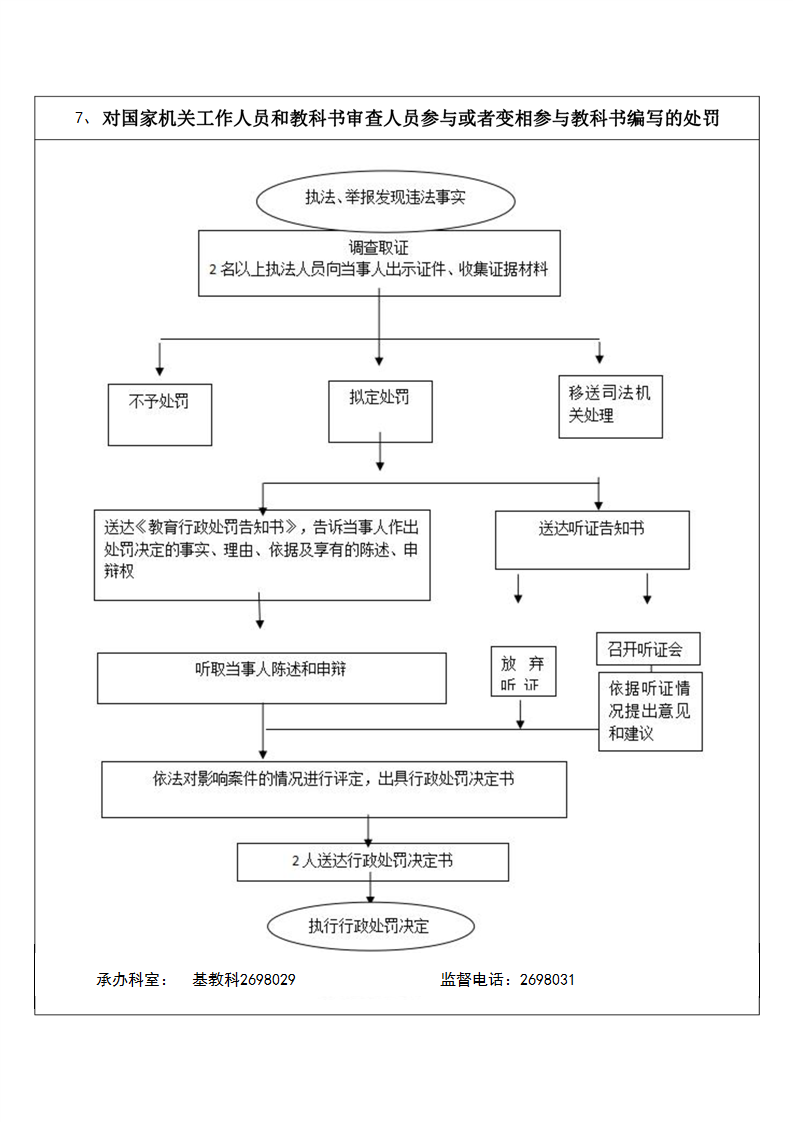 7、对国家机关工作人员和教科书审查人员参与或者变相参与教科书编写的处罚
执法、举报发现违法事实
调查取证
2 名以上执法人员向当事人出示证件、收集证据材料
不予处罚
拟定处罚
移送司法机
关处理
送达《教育行政处罚告知书》，告诉当事人作出
处罚决定的事实、理由、依据及享有的陈述、申
辩权
送达听证告知书
听取当事人陈述和申辩
放 弃
听 证
召开听证会
依据听证情
况提出意见
和建议
依法对影响案件的情况进行评定，出具行政处罚决定书
2 人送达行政处罚决定书
执行行政处罚决定
承办科室： 基教科2698029 监督电话：2698031